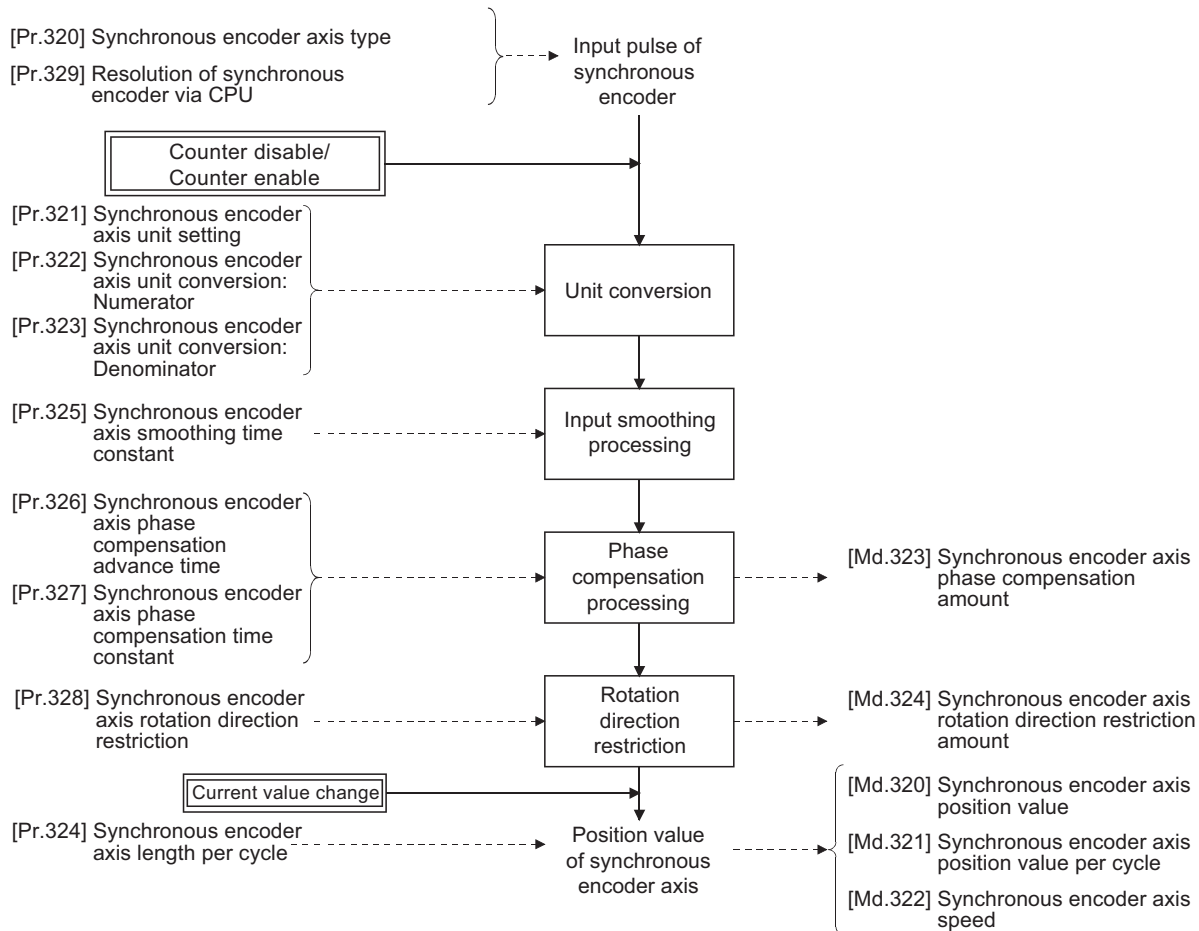 [Pr.320] Synchronous encoder axis type
[Pr.329] Resolution of synchronous
encoder via CPU
Input pulse of
synchronous
encoder
Counter disable/
Counter enable
[Pr.321] Synchronous encoder
axis unit setting
[Pr.322] Synchronous encoder
axis unit conversion:
Numerator
[Pr.323] Synchronous encoder
axis unit conversion:
Denominator
Unit conversion
[Pr.325] Synchronous encoder
axis smoothing time
constant
Input smoothing
processing
[Pr.326] Synchronous encoder
axis phase
compensation
advance time
[Pr.327] Synchronous encoder
axis phase
compensation time
constant
Phase
compensation
processing
[Md.323] Synchronous encoder axis
phase compensation
amount
[Pr.328] Synchronous encoder
axis rotation direction
restriction
Rotation
direction
restriction
[Md.324] Synchronous encoder axis
rotation direction restriction
amount
Current value change
[Pr.324] Synchronous encoder
axis length per cycle
Position value
of synchronous
encoder axis
[Md.320] Synchronous encoder axis
position value
[Md.321] Synchronous encoder axis
position value per cycle
[Md.322] Synchronous encoder axis
speed